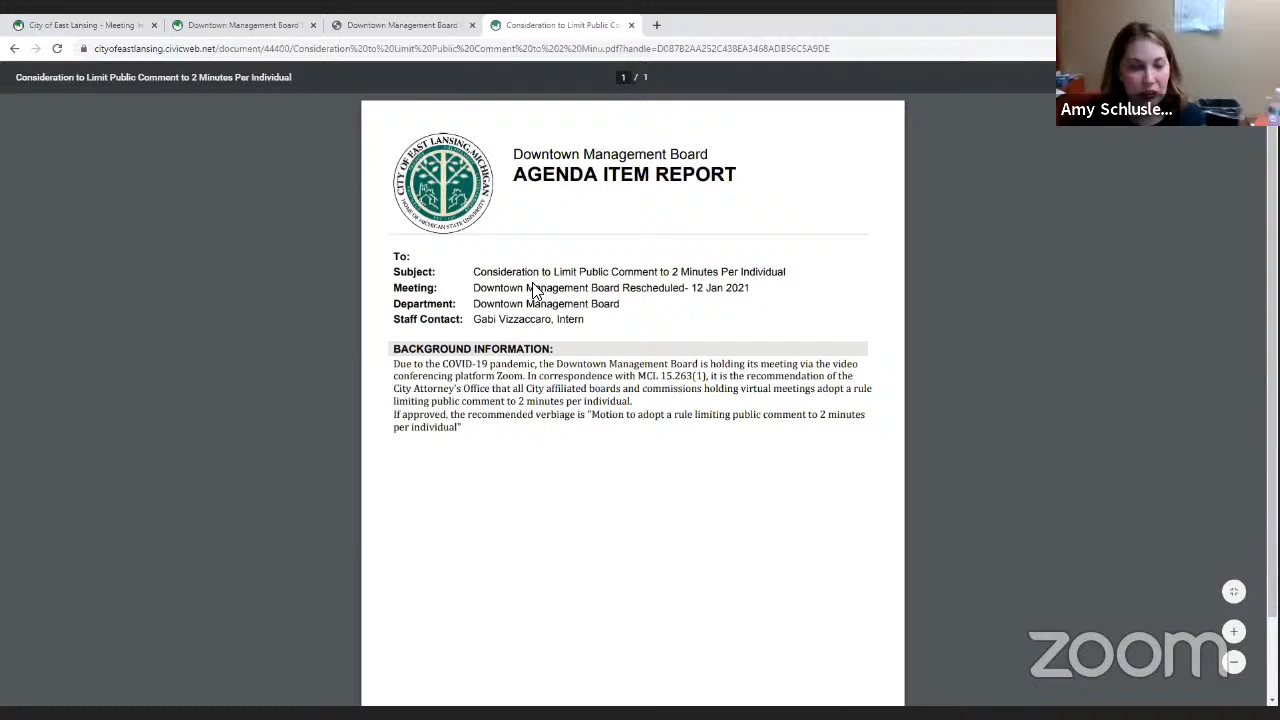 City of East Lansing - Meeting
Downtown Management Board
Downtown Management Board
Consideration to Limit Public Co
cityofeastlansing.civicweb.net/document/44400/Consideration%20to%20Limit%20Public%20Comment%20to%202%20Minu.pdf?handle=
Consideration to Limit Public Comment to 2 Minutes Per Individual
1 / 1
Amy Schlusle...
CITY OF EAST LANSING, MICHIGAN
HOME OF MICHIGAN STATE UNIVERSITY
Downtown Management Board
AGENDA ITEM REPORT
To:
Subject: Consideration to Limit Public Comment to 2 Minutes Per Individual
Meeting: Downtown Management Board Rescheduled- 12 Jan 2021
Department: Downtown Management Board
Staff Contact: Gabi Vizzaccaro, Intern
BACKGROUND INFORMATION:
Due to the COVID-19 pandemic, the Downtown Management Board is holding its meeting via the video
conferencing platform Zoom. In correspondence with MCL 15.263(1), it is the recommendation of the
City Attorney's Office that all City affiliated boards and commissions holding virtual meetings adopt a rule
limiting public comment to 2 minutes per individual.
If approved, the recommended verbiage is "Motion to adopt a rule limiting public comment to 2 minutes
per individual"
zoom